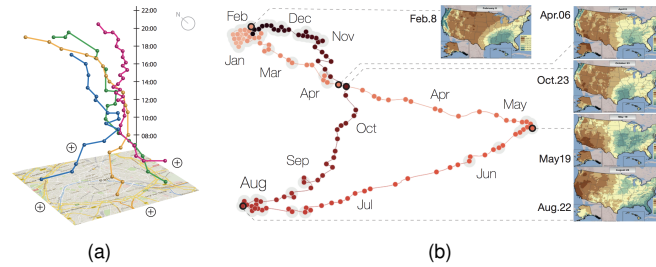 N
22:00
20:00
18:00
16:00
14:00
12:00
10:00
08:00
(a)
Feb
Dec
Nov
Jan
Mar
Apr
Oct
Apr
May
Sep
Aug
Jul
Jun
Feb.8
Apr.06
Oct.23
May19
Aug.22
(b)